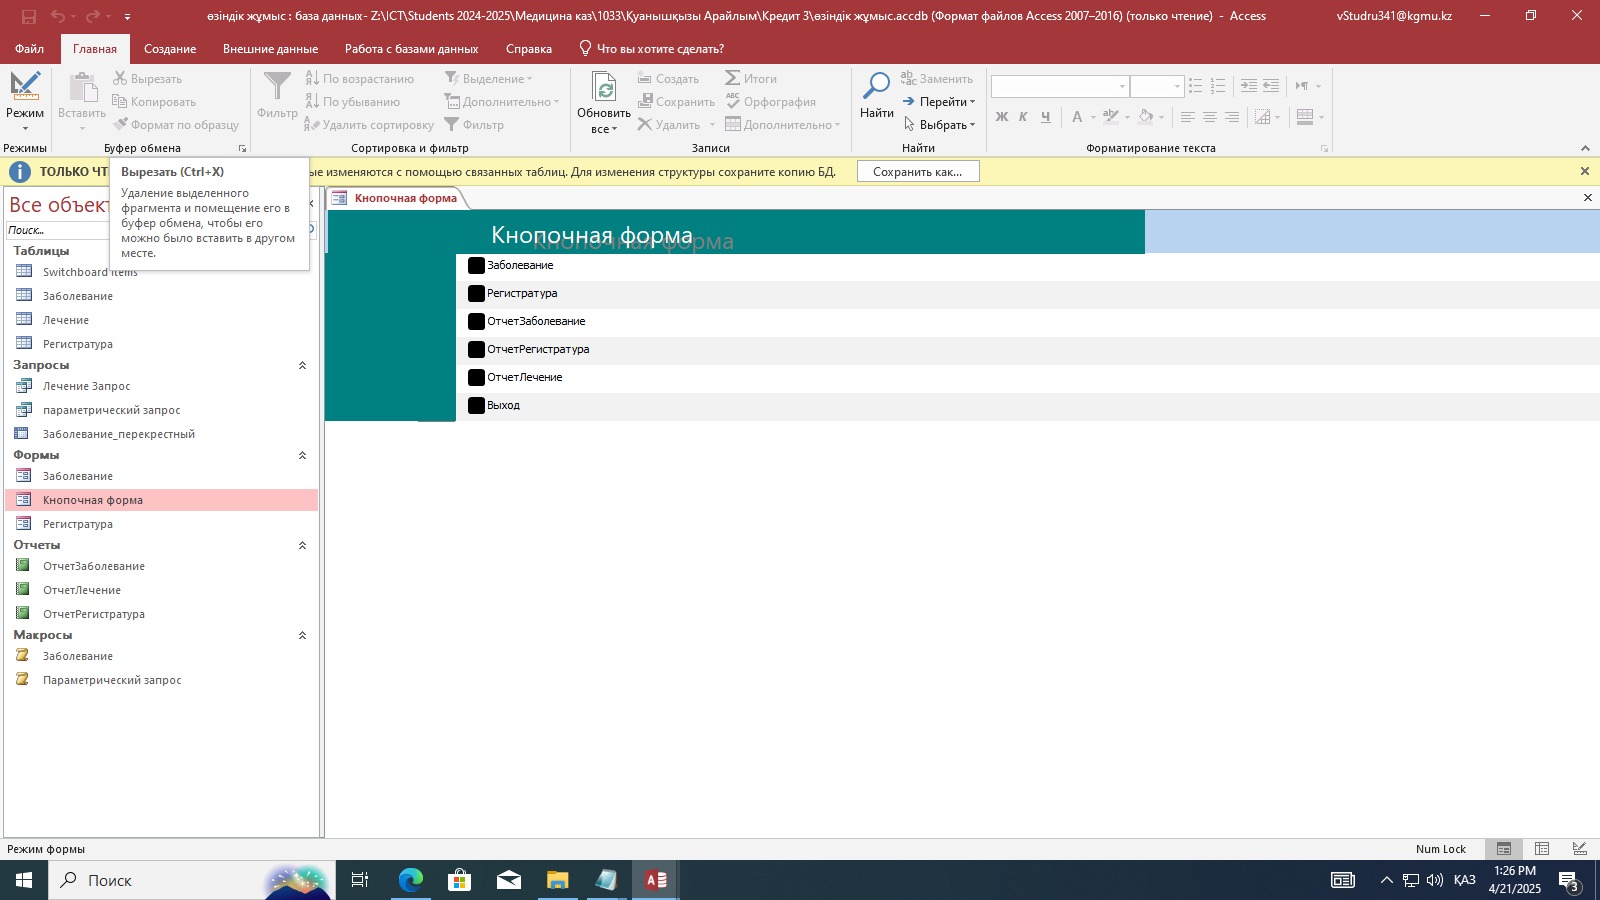 өзіндік жұмыс : база данных- Z:\ICT\Students 2024-2025\Медицина каз\1033\Қуанышқызы Арайлым\Кредит 3\өзіндік жұмыс.accdb (Формат файлов Access 2007–2016) (только чтение) - Access
vStudru341@kgmu.kz
Файл Главная Создание Внешние данные Работа с базами данных Справка Что вы хотите сделать?
Режим
Режимы
Вставить
Вырезать
Копировать
Формат по образцу
Буфер обмена
Фильтр
По возрастанию
По убыванию
Удалить сортировку
Выделение
Дополнительно
Фильтр
Сортировка и фильтр
Обновить
все
Создать
Сохранить
Удалить
Итоги
Орфография
Дополнительно
Записи
Найти
Заменить
Перейти
Выбрать
Найти
Ж К Ч А
Форматирование текста
ТОЛЬКО ЧТ
ые изменяются с помощью связанных таблиц. Для изменения структуры сохраните копию БД.
Сохранить как...
Вырезать (Ctrl+X)
Удаление выделенного
фрагмента и помещение его в
буфер обмена, чтобы его
можно было вставить в другом
месте.
Все объект
Поиск...
Таблицы
Switchboard Items
Заболевание
Лечение
Регистратура
Запросы
Лечение Запрос
параметрический запрос
Заболевание_перекрестный
Формы
Заболевание
Кнопочная форма
Регистратура
Отчеты
ОтчетЗаболевание
ОтчетЛечение
ОтчетРегистратура
Макросы
Заболевание
Параметрический запрос
Кнопочная форма
Кнопочная форма
Кнопочная форма
Заболевание
Регистратура
ОтчетЗаболевание
ОтчетРегистратура
ОтчетЛечение
Выход
Режим формы
Num Lock
Поиск
ҚАЗ
1:26 PM
4/21/2025
3